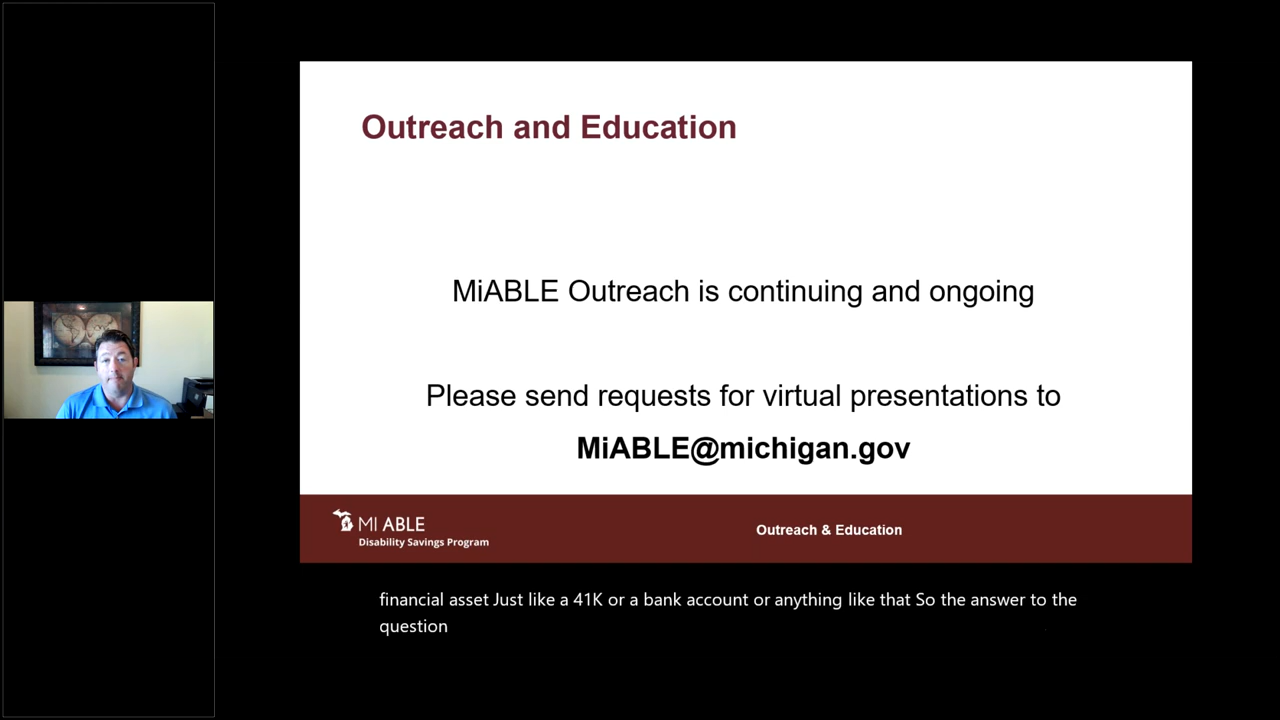 Outreach and Education
MiABLE Outreach is continuing and ongoing
Please send requests for virtual presentations to
MiABLE@michigan.gov
MI ABLE
Disability Savings Program
Outreach & Education
financial asset Just like a 41K or a bank account or anything like that So the answer to the
question